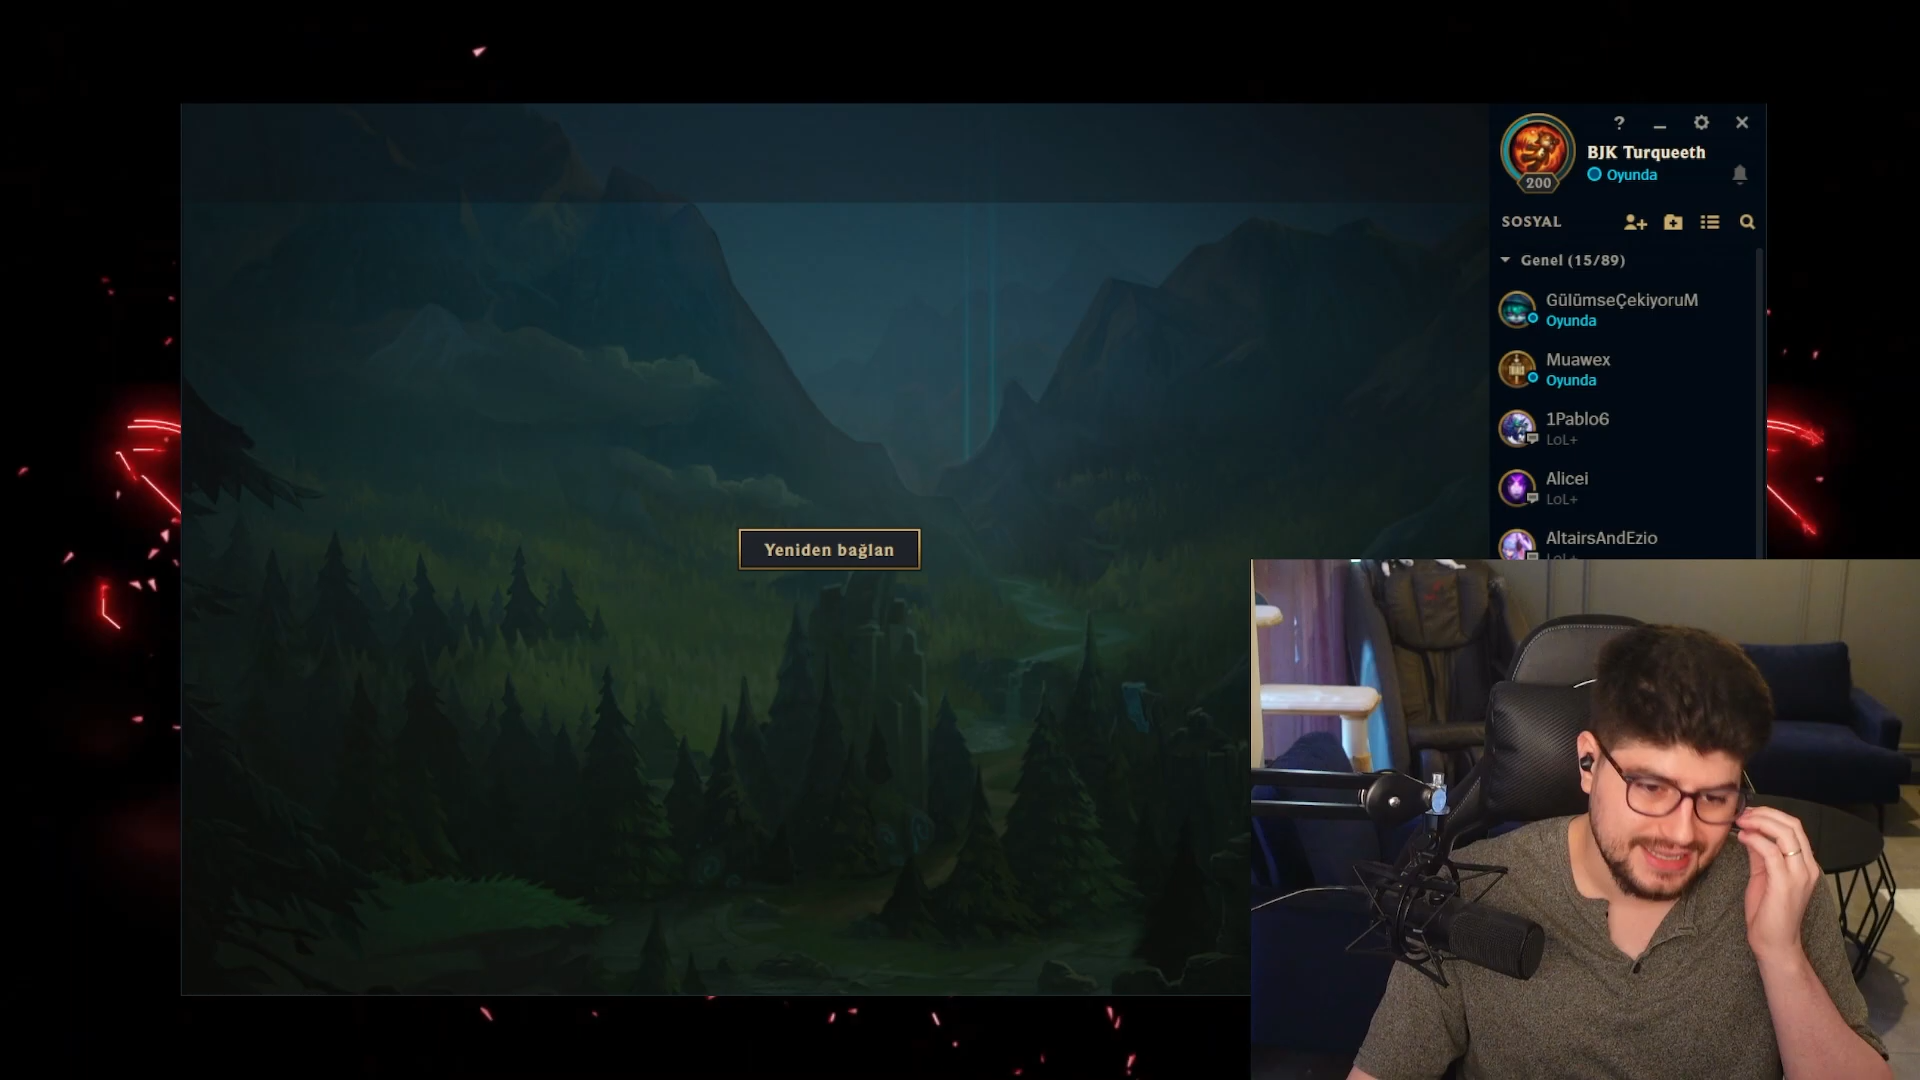 BJK Turqueeth
Oyunda
200
SOSYAL
Genel (15/89)
GülümseÇekiyoruM
Oyunda
Muawex
Oyunda
1Pablo6
LoL+
Alicei
LoL+
AltairsAndEzio
LoL+
Yeniden bağlan